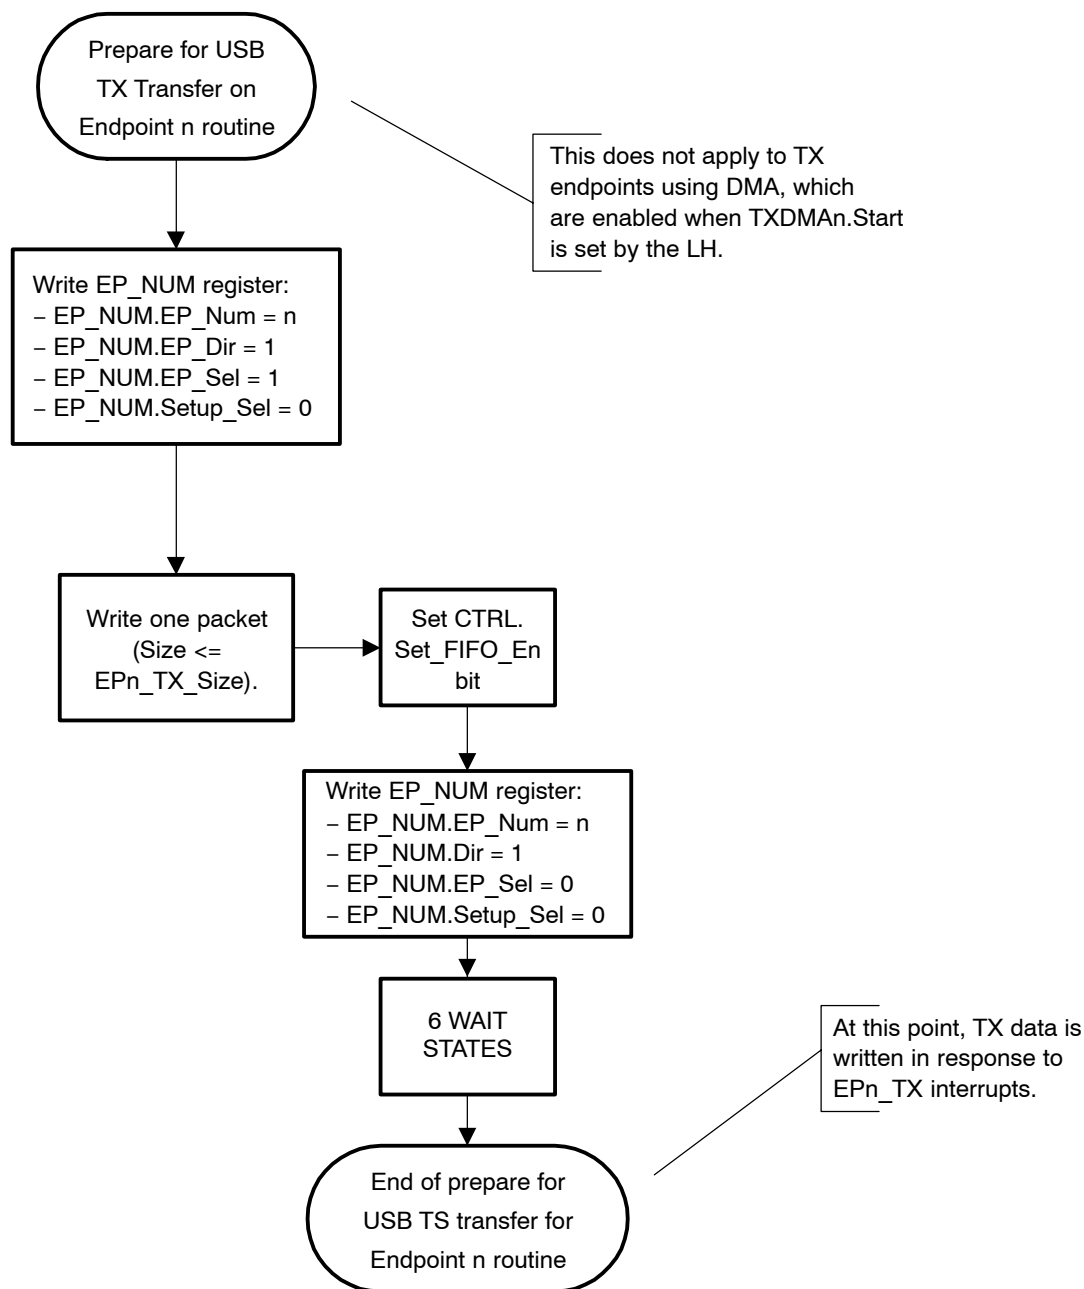 Prepare for USB
TX Transfer on
Endpoint n routine
This does not apply to TX
endpoints using DMA, which
are enabled when TXDMAn.Start
is set by the LH.
Write EP_NUM register:
– EP_NUM.EP_Num = n
– EP_NUM.EP_Dir = 1
– EP_NUM.EP_Sel = 1
– EP_NUM.Setup_Sel = 0
Write one packet
(Size <=
EPn_TX_Size).
Set CTRL.
Set_FIFO_En
bit
Write EP_NUM register:
– EP_NUM.EP_Num = n
– EP_NUM.Dir = 1
– EP_NUM.EP_Sel = 0
– EP_NUM.Setup_Sel = 0
6 WAIT
STATES
At this point, TX data is
written in response to
EPn_TX interrupts.
End of prepare for
USB TS transfer for
Endpoint n routine